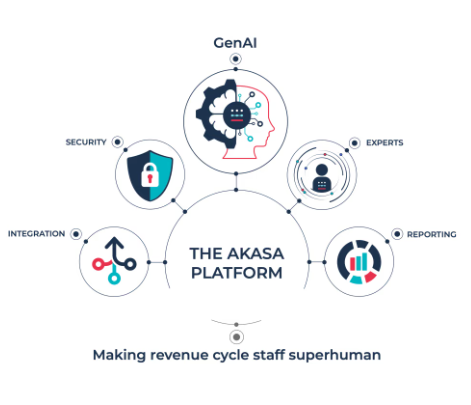 GenAI
SECURITY
EXPERTS
INTEGRATION
REPORTING
THE AKASA
PLATFORM
Making revenue cycle staff superhuman